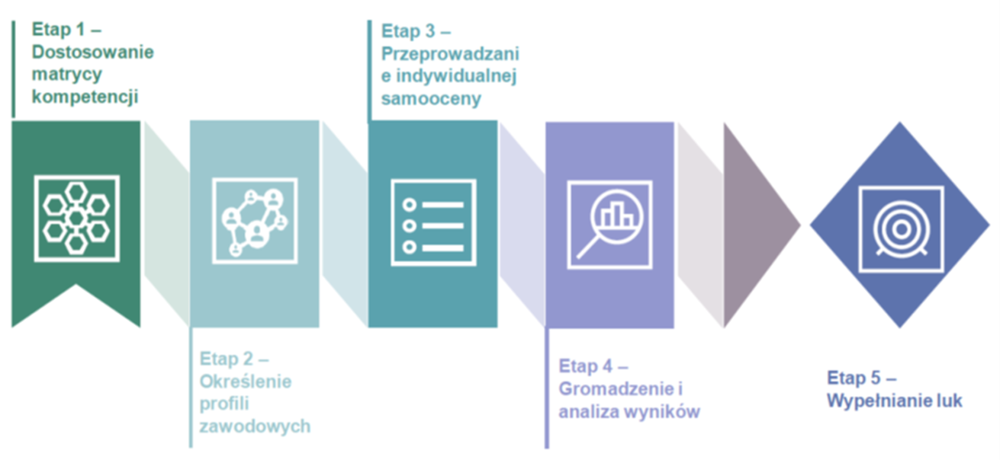 Etap 1 –
Dostosowanie
matrycy
kompetencji
Etap 2 –
Określenie
profili
zawodowych
Etap 3 –
Przeprowadzani
e indywidualnej
samooceny
Etap 4 –
Gromadzenie i
analiza wyników
Etap 5 –
Wypełnianie luk